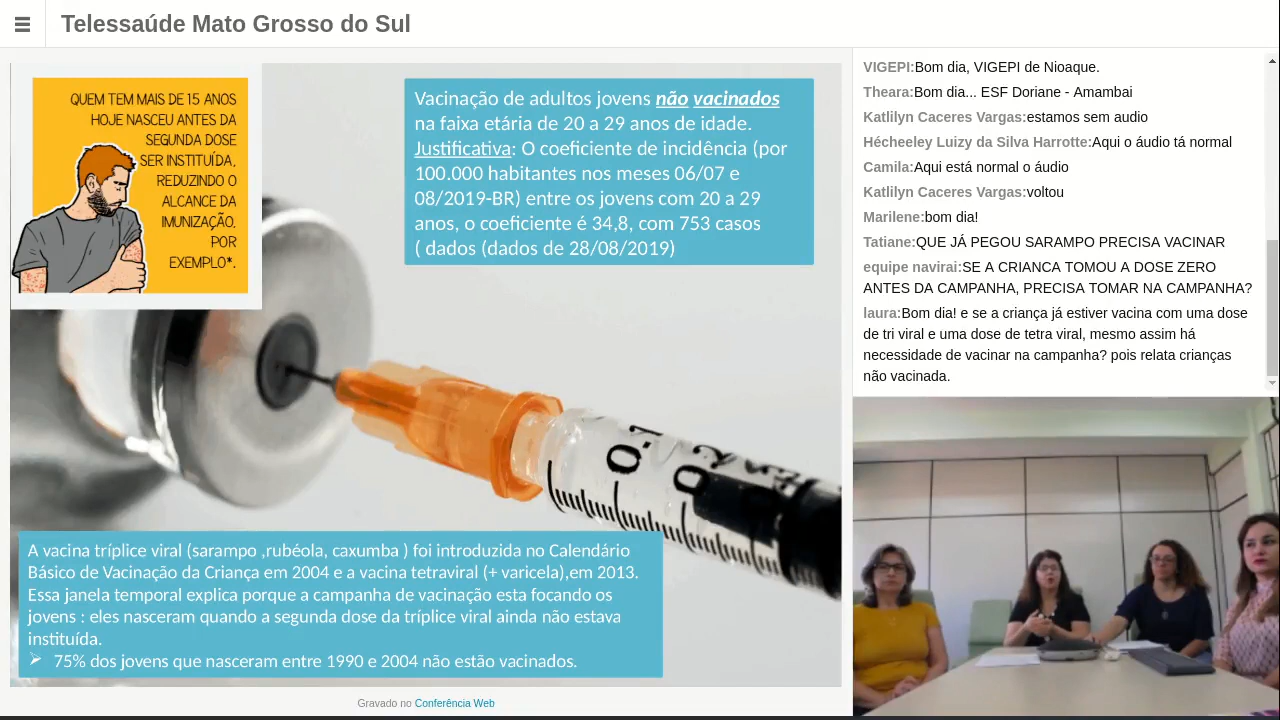 Telessaúde Mato Grosso do Sul
QUEM TEM MAIS DE 15 ANOS
HOJE NASCEU ANTES DA
SEGUNDA DOSE
SER INSTITUÍDA,
REDUZINDO O
ALCANCE DA
IMUNIZAÇÃO.
POR
EXEMPLO*.
Vacinação de adultos jovens não vacinados
na faixa etária de 20 a 29 anos de idade.
Justificativa: O coeficiente de incidência (por
100.000 habitantes nos meses 06/07 e
08/2019-BR) entre os jovens com 20 a 29
anos, o coeficiente é 34,8, com 753 casos
( dados (dados de 28/08/2019)
0.1
0.2
A vacina tríplice viral (sarampo ,rubéola, caxumba ) foi introduzida no Calendário
Básico de Vacinação da Criança em 2004 e a vacina tetraviral (+ varicela),em 2013.
Essa janela temporal explica porque a campanha de vacinação esta focando os
jovens : eles nasceram quando a segunda dose da tríplice viral ainda não estava
instituída.
75% dos jovens que nasceram entre 1990 e 2004 não estão vacinados.
Gravado no Conferência Web
VIGEPI:Bom dia, VIGEPI de Nioaque.
Theara:Bom dia... ESF Doriane - Amambai
Katlilyn Caceres Vargas:estamos sem audio
Hécheeley Luizy da Silva Harrotte:Aqui o áudio tá normal
Camila:Aqui está normal o áudio
Katlilyn Caceres Vargas:voltou
Marilene:bom dia!
Tatiane:QUE JÁ PEGOU SARAMPO PRECISA VACINAR
equipe navirai:SE A CRIANCA TOMOU A DOSE ZERO
ANTES DA CAMPANHA, PRECISA TOMAR NA CAMPANHA?
laura:Bom dia! e se a criança já estiver vacina com uma dose
de tri viral e uma dose de tetra viral, mesmo assim há
necessidade de vacinar na campanha? pois relata crianças
não vacinada.